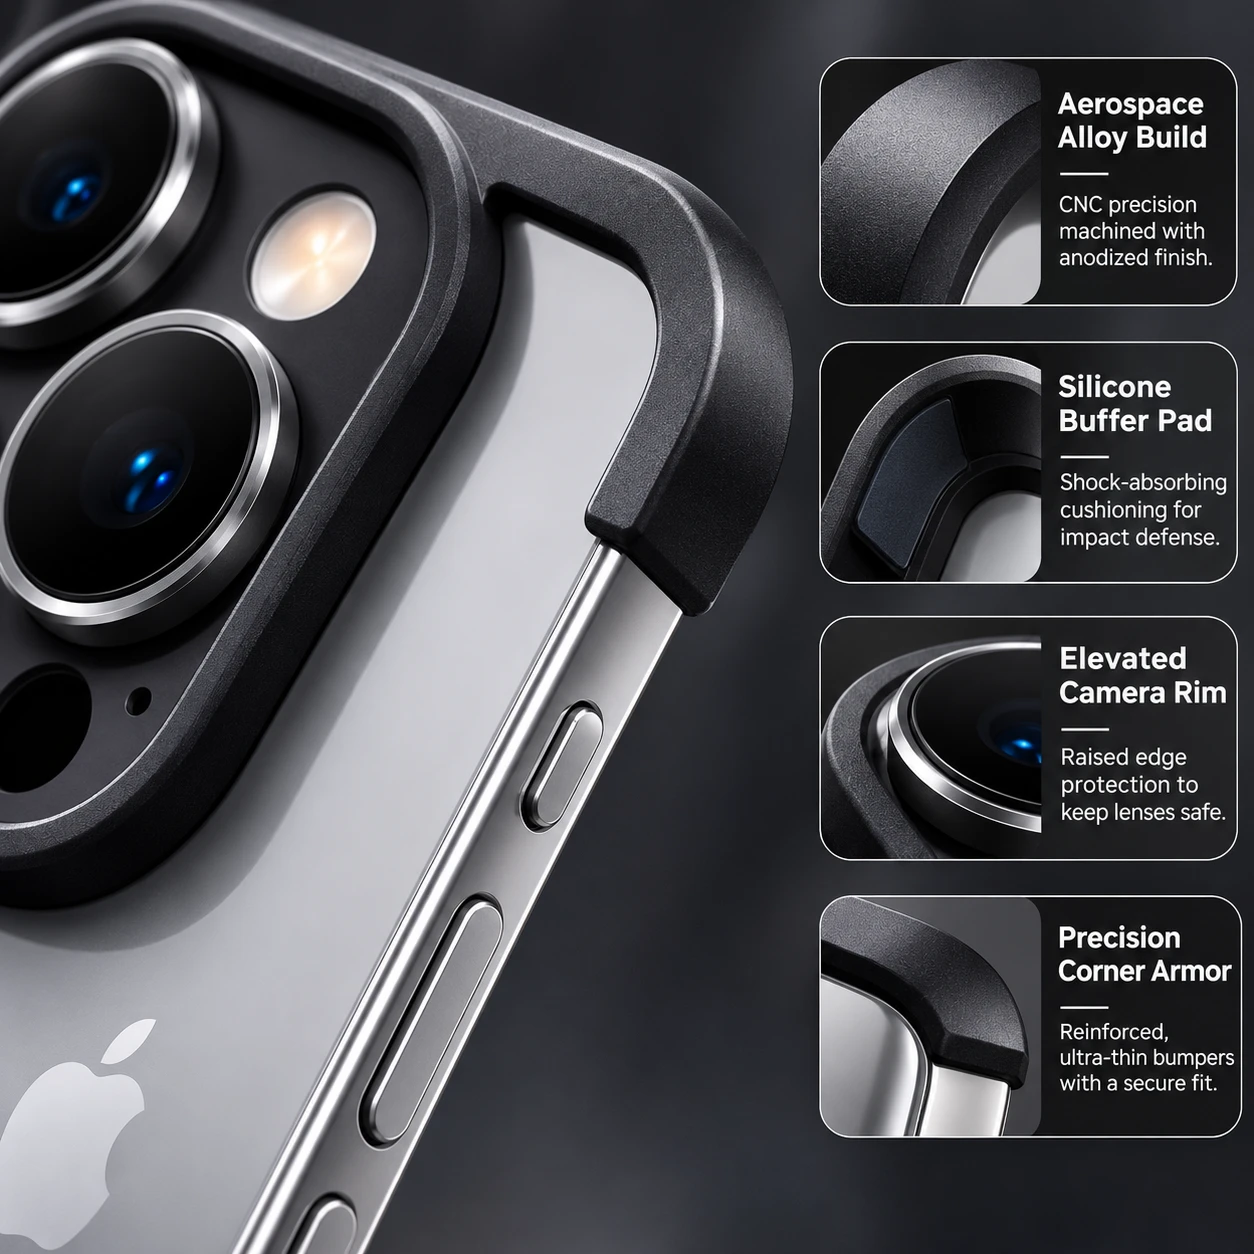 Aerospace
Alloy Build
CNC precision
machined with
anodized finish.
Silicone
Buffer Pad
Shock-absorbing
cushioning for
impact defense.
Elevated
Camera Rim
Raised edge
protection to
keep lenses safe.
Precision
Corner Armor
Reinforced,
ultra-thin bumpers
with a secure fit.